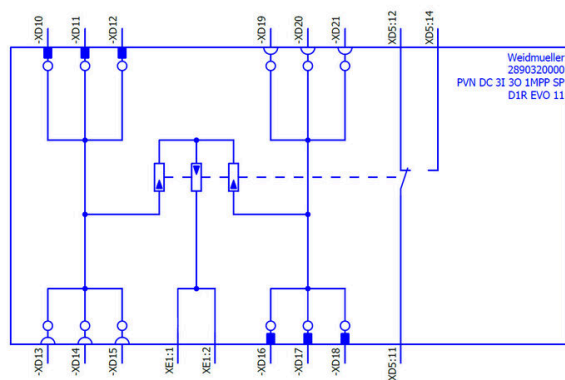 -XD10
-XD11
-XD12
-XD19
-XD20
-XD21
XD5:12
XD5:14
Weidmueller
2890320000
PVN DC 3I 3O 1MPP SP
D1R EVO 11
-XD13
-XD14
-XD15
XE1:1
XE1:2
-XD16
-XD17
-XD18
XD5:11